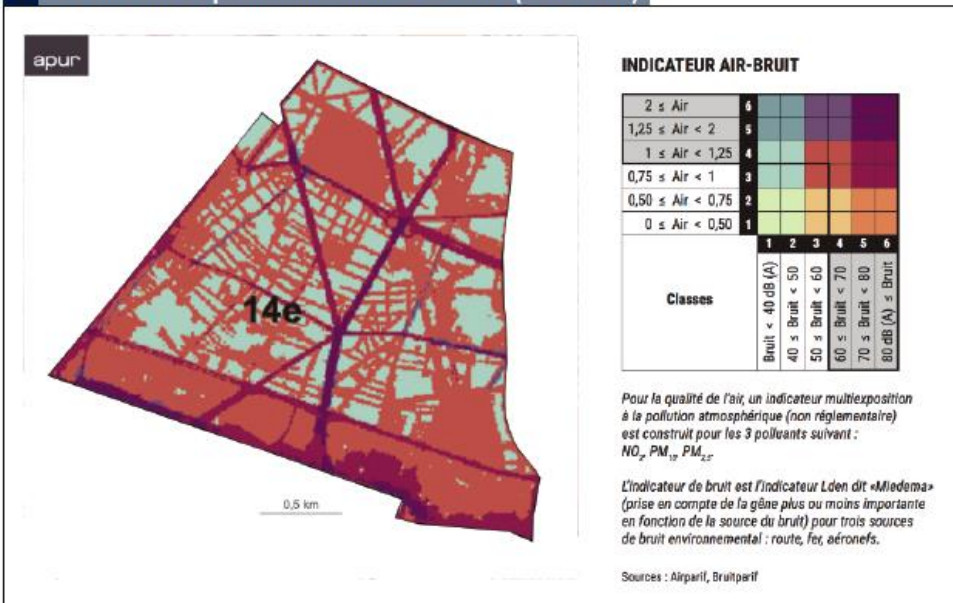 apur
14e
0,5 km
INDICATEUR AIR-BRUIT
2 ≤ Air 6
1,25 ≤ Air < 2 5
1 ≤ Air < 1,25 4
0,75 ≤ Air < 1 3
0,50 ≤ Air < 0,75 2
0 ≤ Air < 0,50 1
1 2 3 4 5 6
Classes
Bruit < 40 dB (A)
40 ≤ Bruit < 50
50 ≤ Bruit < 60
60 ≤ Bruit < 70
70 ≤ Bruit < 80
80 dB (A) ≤ Bruit
Pour la qualité de l'air, un indicateur multiexposition
à la pollution atmosphérique (non réglementaire)
est construit pour les 3 polluants suivant :
NO₂, PM₁₀, PM₂,₅.
L'indicateur de bruit est l'indicateur Lden dit «Miedema»
(prise en compte de la gêne plus ou moins importante
en fonction de la source du bruit) pour trois sources
de bruit environnemental : route, fer, aéronefs.
Sources : Airparif, Bruitparif